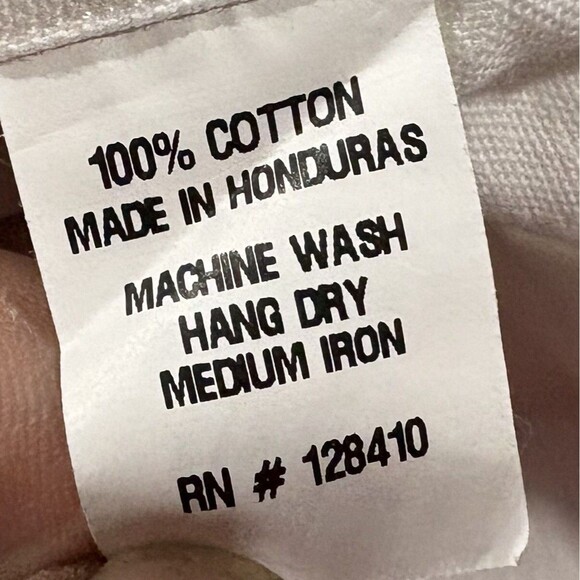 100% COTTON
MADE IN HONDURAS
MACHINE WASH
HANG DRY
MEDIUM IRON
RN # 128410